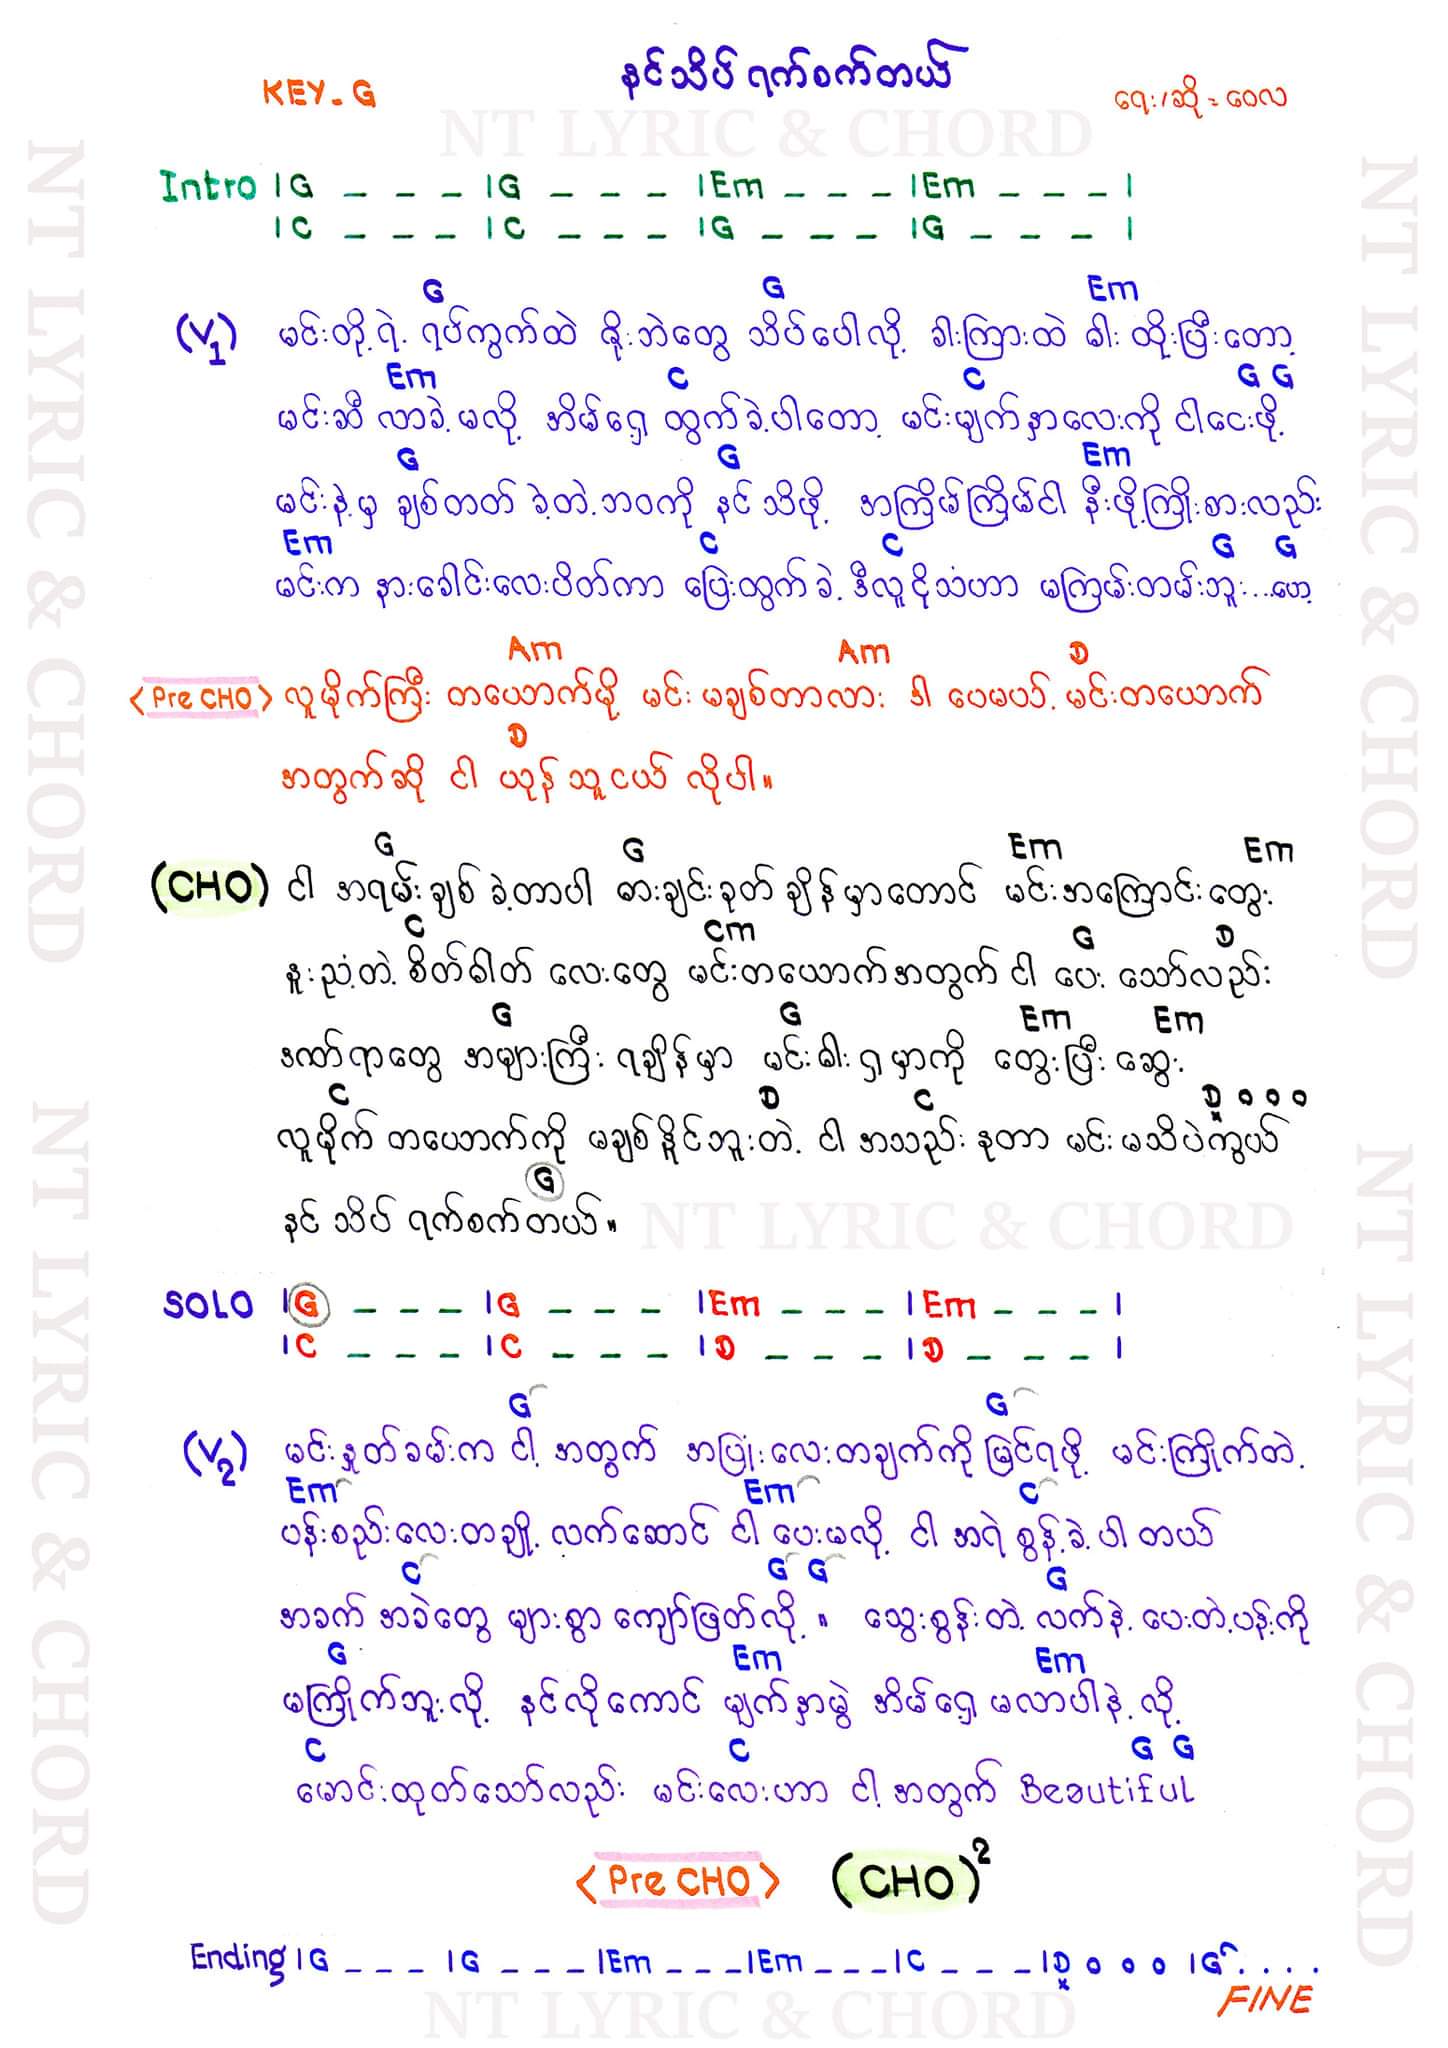 နင်သိပ်ရက်စက်တယ်
KEY - G
ရေး/ဆို = ဝေလ
NT LYRIC & CHORD
Intro |G _ _ _ |G _ _ _ |Em _ _ _ |Em _ _ _ |
|C _ _ _ |C _ _ _ |G _ _ _ |G _ _ _ |
G G Em
(V1) မင်းတို့ရဲ့ ရပ်ကွက်ထဲ ဇိုးဘဲတွေ သိပ်ပေါလို့ ခါးကြားထဲ ဓါး ထိုးပြီးတော့
Em C C G G
မင်းဆီ လာခဲ့မလို့ အိမ်ရှေ့ ထွက်ခဲ့ပါတော့ မင်းမျက်နှာလေးကို ငါငေးဖို့
G G Em
မင်းနဲ့မှ ချစ်တတ် ခဲ့တဲ့ဘဝကို နင် သိဖို့ အကြိမ်ကြိမ်ငါ နီးဖို့ကြိုးစားလည်း
Em C C G G
မင်းက နားခေါင်းလေးပိတ်ကာ ပြေးထွက်ခဲ့ ဒီလူငိုသံဟာ မကြမ်းတမ်းဘူး...ဟေ့
Am Am D
<Pre CHO> လူမိုက်ကြီး တယောက်မို့ မင်း မချစ်တာလား ဒါ ပေမယ့် မင်းတယောက်
D
အတွက်ဆို ငါ ယုန်သူငယ် လိုပါ။
G G Em Em
(CHO) ငါ အရမ်းချစ် ခဲ့တာပါ ဓားချင်းခုတ်ချိန်မှာတောင် မင်းအကြောင်းတွေး
C Cm G D
နူးညံ့တဲ့ စိတ်ဓါတ် လေးတွေ မင်းတယောက်အတွက် ငါ ပေး သော်လည်း
G G Em Em
ဒဏ်ရာတွေ အများကြီး ရချိန်မှာ မင်းဓါးရှမှာကို တွေးပြီး ဆွေး
C D C D o o o
လူမိုက် တယောက်ကို မချစ်နိုင်ဘူးတဲ့ ငါ အသည်း နုတာ မင်းမသိပဲကွယ်
G
နင် သိပ် ရက်စက်တယ်။
NT LYRIC & CHORD
SOLO |G _ _ _ |G _ _ _ |Em _ _ _ |Em _ _ _ |
|C _ _ _ |C _ _ _ |D _ _ _ |D _ _ _ |
G G
(V2) မင်းနှုတ်ခမ်းက ငါ့ အတွက် အပြုံးလေးတချက်ကို မြင်ရဖို့ မင်းကြိုက်တဲ့
Em Em C
ပန်းစည်းလေးတချို့ လက်ဆောင် ငါ ပေးမလို့ ငါ အရဲ စွန့်ခဲ့ပါ တယ်
C G G G
အခက် အခဲတွေ များစွာ ကျော်ဖြတ်လို့ ။ သွေးစွန်းတဲ့ လက်နဲ့ ပေးတဲ့ပန်းကို
G Em Em
မကြိုက်ဘူးလို့ နင်လိုကောင် မျက်နှာမွဲ အိမ်ရှေ့ မလာပါနဲ့ လို့
C C G G
မောင်းထုတ်သော်လည်း မင်းလေးဟာ ငါ့ အတွက် Beautiful
<Pre CHO> (CHO)²
Ending |G _ _ _ |G _ _ _ |Em _ _ _ |Em _ _ _ |C _ _ _ |D o o o |G . . . .
FINE
NT LYRIC & CHORD
NT LYRIC & CHORD
NT LYRIC & CHORD
NT LYRIC & CHORD
NT LYRIC & CHORD